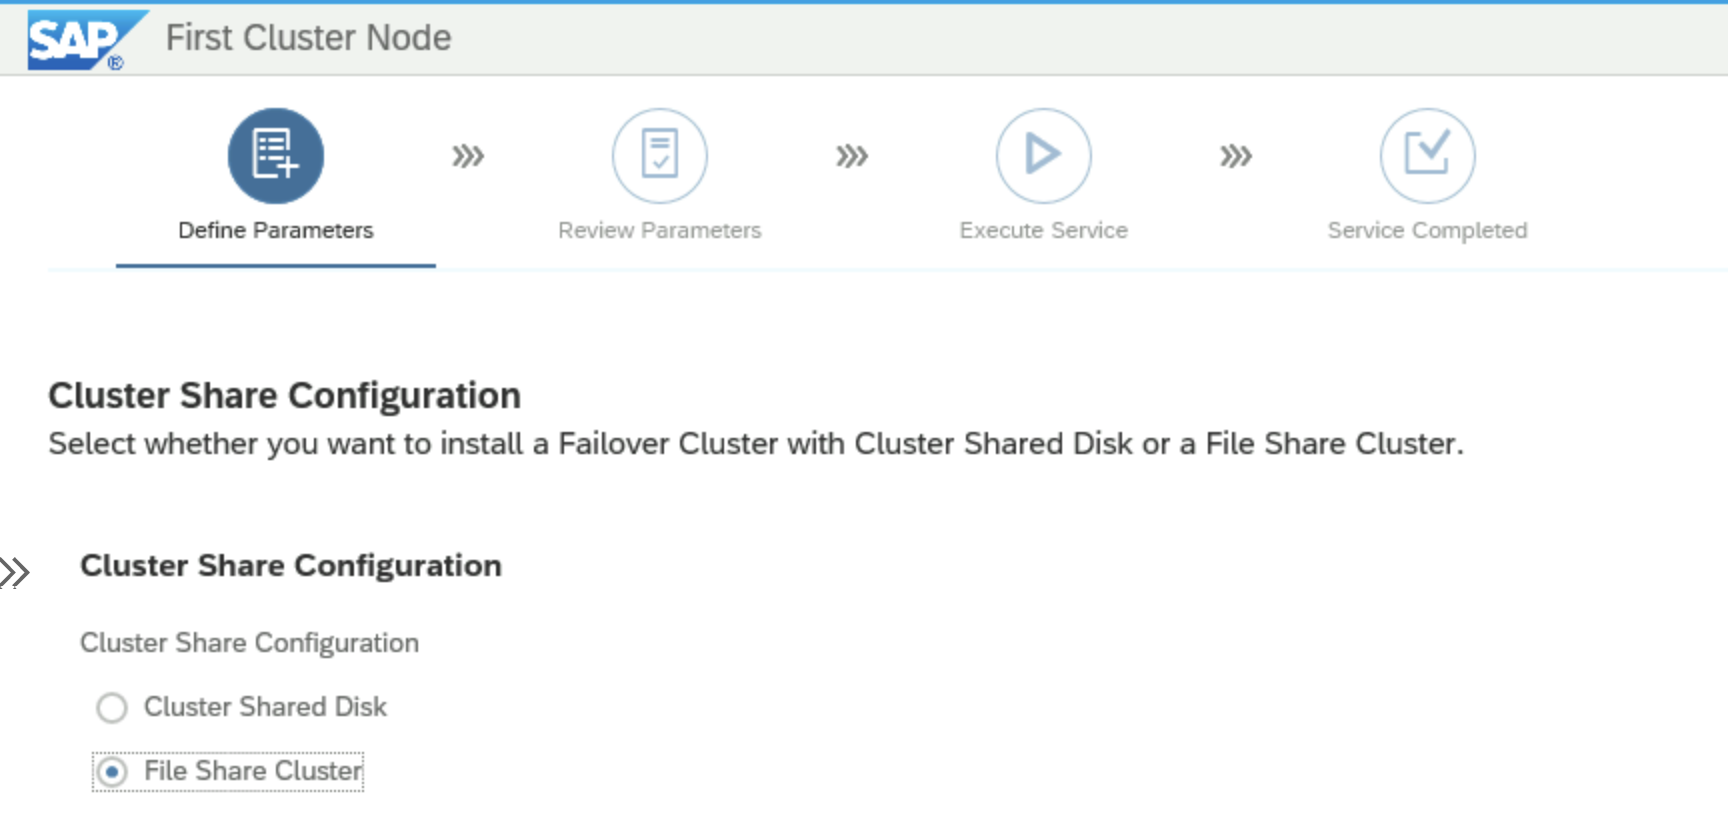 SAP ® First Cluster Node
Define Parameters Review Parameters Execute Service Service Completed
Cluster Share Configuration
Select whether you want to install a Failover Cluster with Cluster Shared Disk or a File Share Cluster.
Cluster Share Configuration
Cluster Share Configuration
Cluster Shared Disk
File Share Cluster